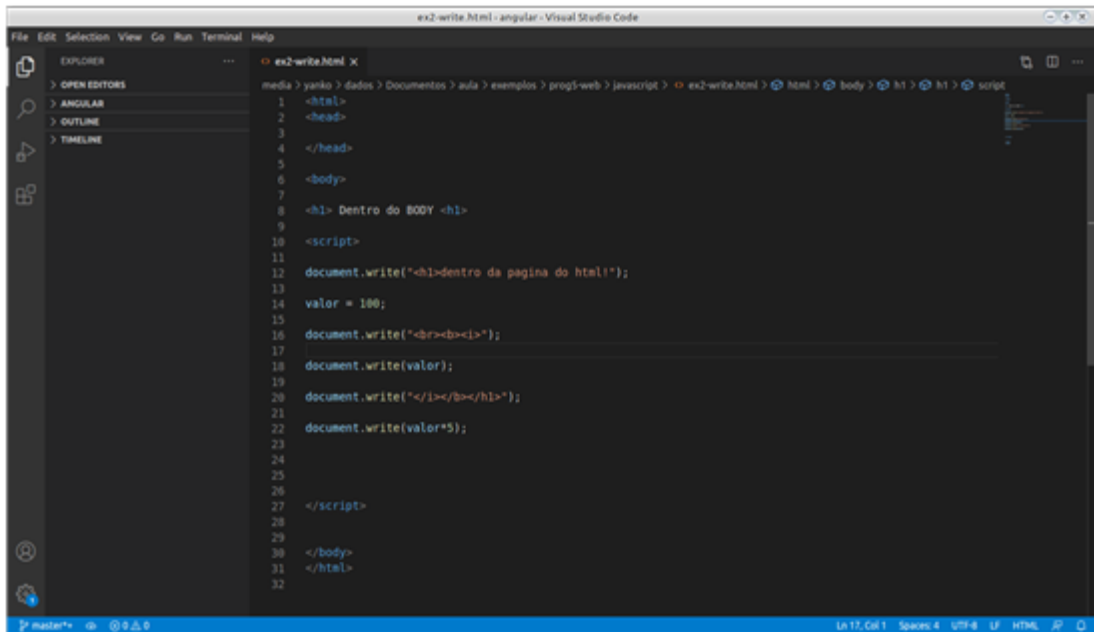 ex2-write.html - angular - Visual Studio Code
File Edit Selection View Go Run Terminal Help
EXPLORER ...
> OPEN EDITORS
> ANGULAR
> OUTLINE
> TIMELINE
ex2-write.html ×
media > yanko > dados > Documentos > aula > exemplos > prog5-web > javascript > ex2-write.html > html > body > h1 > h1 > script
1 <html>
2 <head>
3
4 </head>
5
6 <body>
7
8 <h1> Dentro do BODY <h1>
9
10 <script>
11
12 document.write("<h1>dentro da pagina do html!");
13
14 valor = 100;
15
16 document.write("<br><b><i>");
17
18 document.write(valor);
19
20 document.write("</i></b></h1>");
21
22 document.write(valor*5);
23
24
25
26
27 </script>
28
29
30 </body>
31 </html>
32
master*+ 0 0 Ln 17, Col 1 Spaces: 4 UTF-8 LF HTML